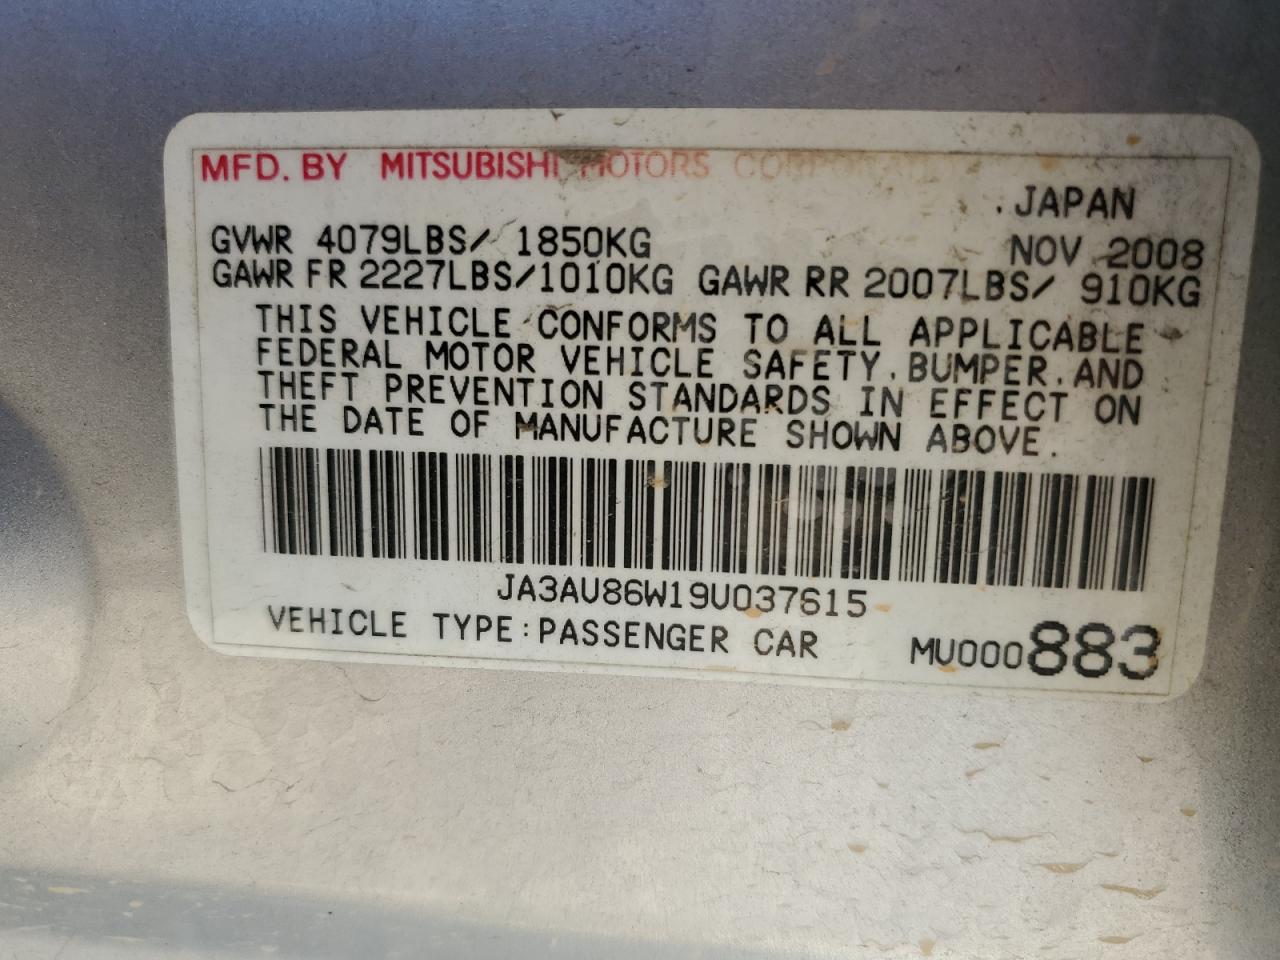 MFD. BY MITSUBISHI MOTORS CORPORATION
JAPAN
GVWR 4079LBS/ 1850KG NOV 2008
GAWR FR 2227LBS/1010KG GAWR RR 2007LBS/ 910KG
THIS VEHICLE CONFORMS TO ALL APPLICABLE
FEDERAL MOTOR VEHICLE SAFETY, BUMPER, AND
THEFT PREVENTION STANDARDS IN EFFECT ON
THE DATE OF MANUFACTURE SHOWN ABOVE.
JA3AU86W19U037615
VEHICLE TYPE:PASSENGER CAR MU000883